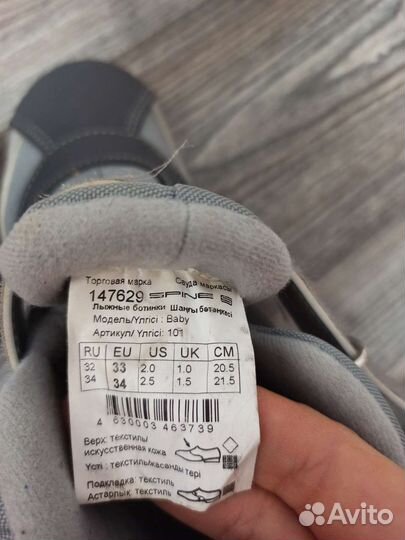 Торговая марка Сауда маркасы
147629 SPINE
Лыжные ботинки Шаңғы бәтеңкесі
Модель/Үлгісі : Baby
Артикул/ Үлгісі: 101
RU EU US UK CM
32 33 2.0 1.0 20.5
34 34 2.5 1.5 21.5
4 630003 463739
Верх: текстиль/
искусственная кожа
Үсті : текстиль/жасанды тері
Подкладка: текстиль
Астарлық: текстиль
Avito